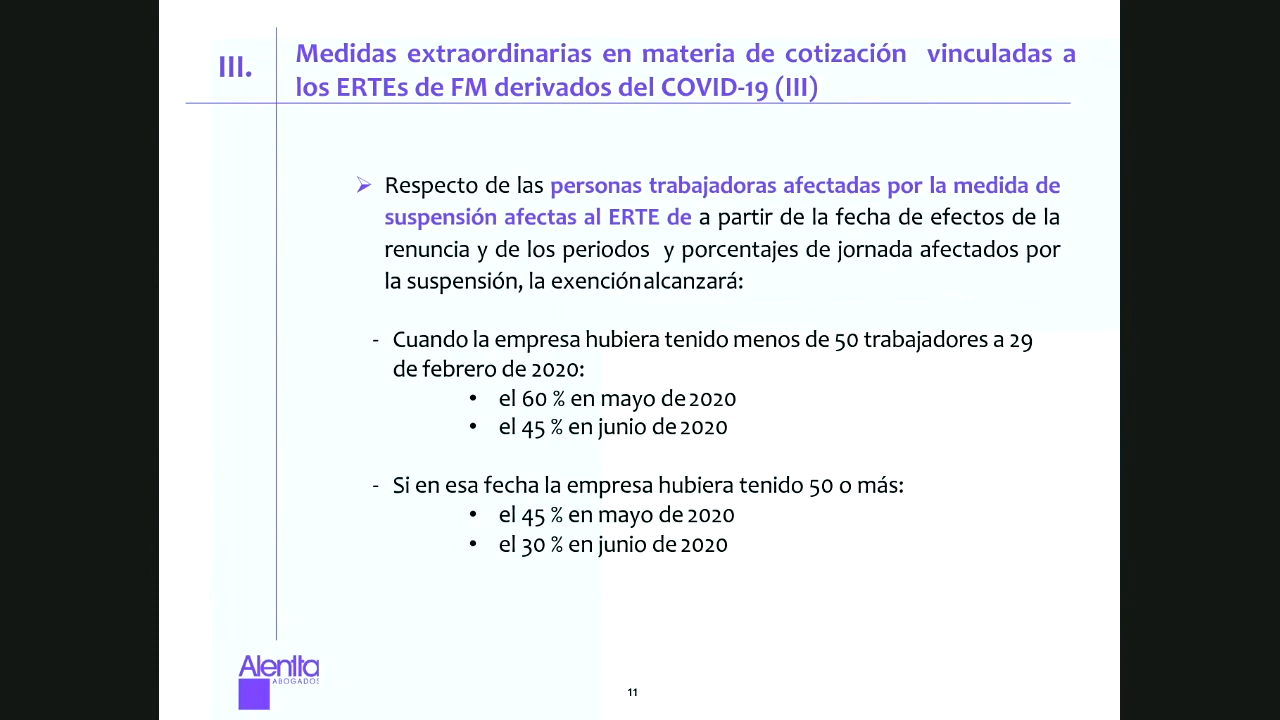 III.
Medidas extraordinarias en materia de cotización vinculadas a
los ERTEs de FM derivados del COVID-19 (III)
➢ Respecto de las personas trabajadoras afectadas por la medida de
suspensión afectas al ERTE de a partir de la fecha de efectos de la
renuncia y de los periodos y porcentajes de jornada afectados por
la suspensión, la exención alcanzará:
- Cuando la empresa hubiera tenido menos de 50 trabajadores a 29
de febrero de 2020:
• el 60 % en mayo de 2020
• el 45 % en junio de 2020
- Si en esa fecha la empresa hubiera tenido 50 o más:
• el 45 % en mayo de 2020
• el 30 % en junio de 2020
Alenta
ABOGADOS
11